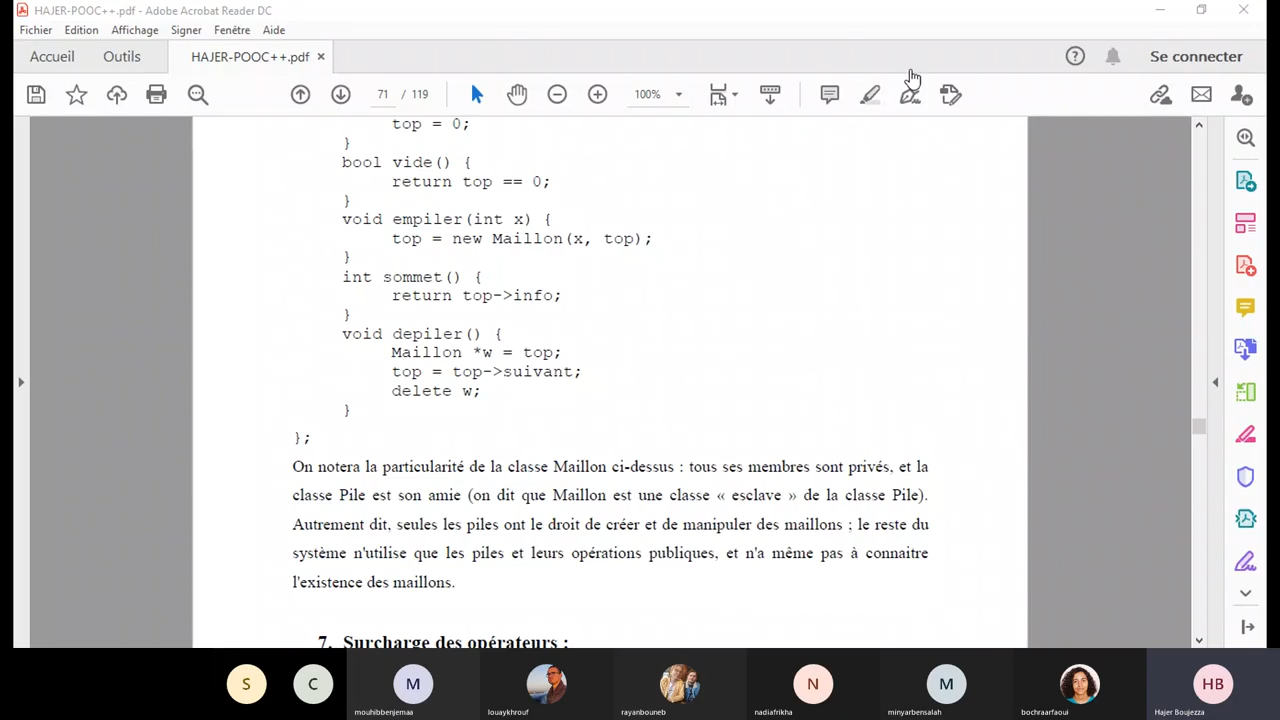 HAJER-POOC++.pdf - Adobe Acrobat Reader DC
Fichier Edition Affichage Signer Fenêtre Aide
Accueil Outils HAJER-POOC++.pdf × ? Se connecter
71 / 119 100%
top = 0;
}
bool vide() {
return top == 0;
}
void empiler(int x) {
top = new Maillon(x, top);
}
int sommet() {
return top->info;
}
void depiler() {
Maillon *w = top;
top = top->suivant;
delete w;
}
};
On notera la particularité de la classe Maillon ci-dessus : tous ses membres sont privés, et la
classe Pile est son amie (on dit que Maillon est une classe « esclave » de la classe Pile).
Autrement dit, seules les piles ont le droit de créer et de manipuler des maillons ; le reste du
système n'utilise que les piles et leurs opérations publiques, et n'a même pas à connaitre
l'existence des maillons.
7. Surcharge des opérateurs :
S C M N M HB
mouhibbenjemaa louaykhrouf rayanbouneb nadiafrikha minyarbensalah bochraarfaoui Hajer Boujezza